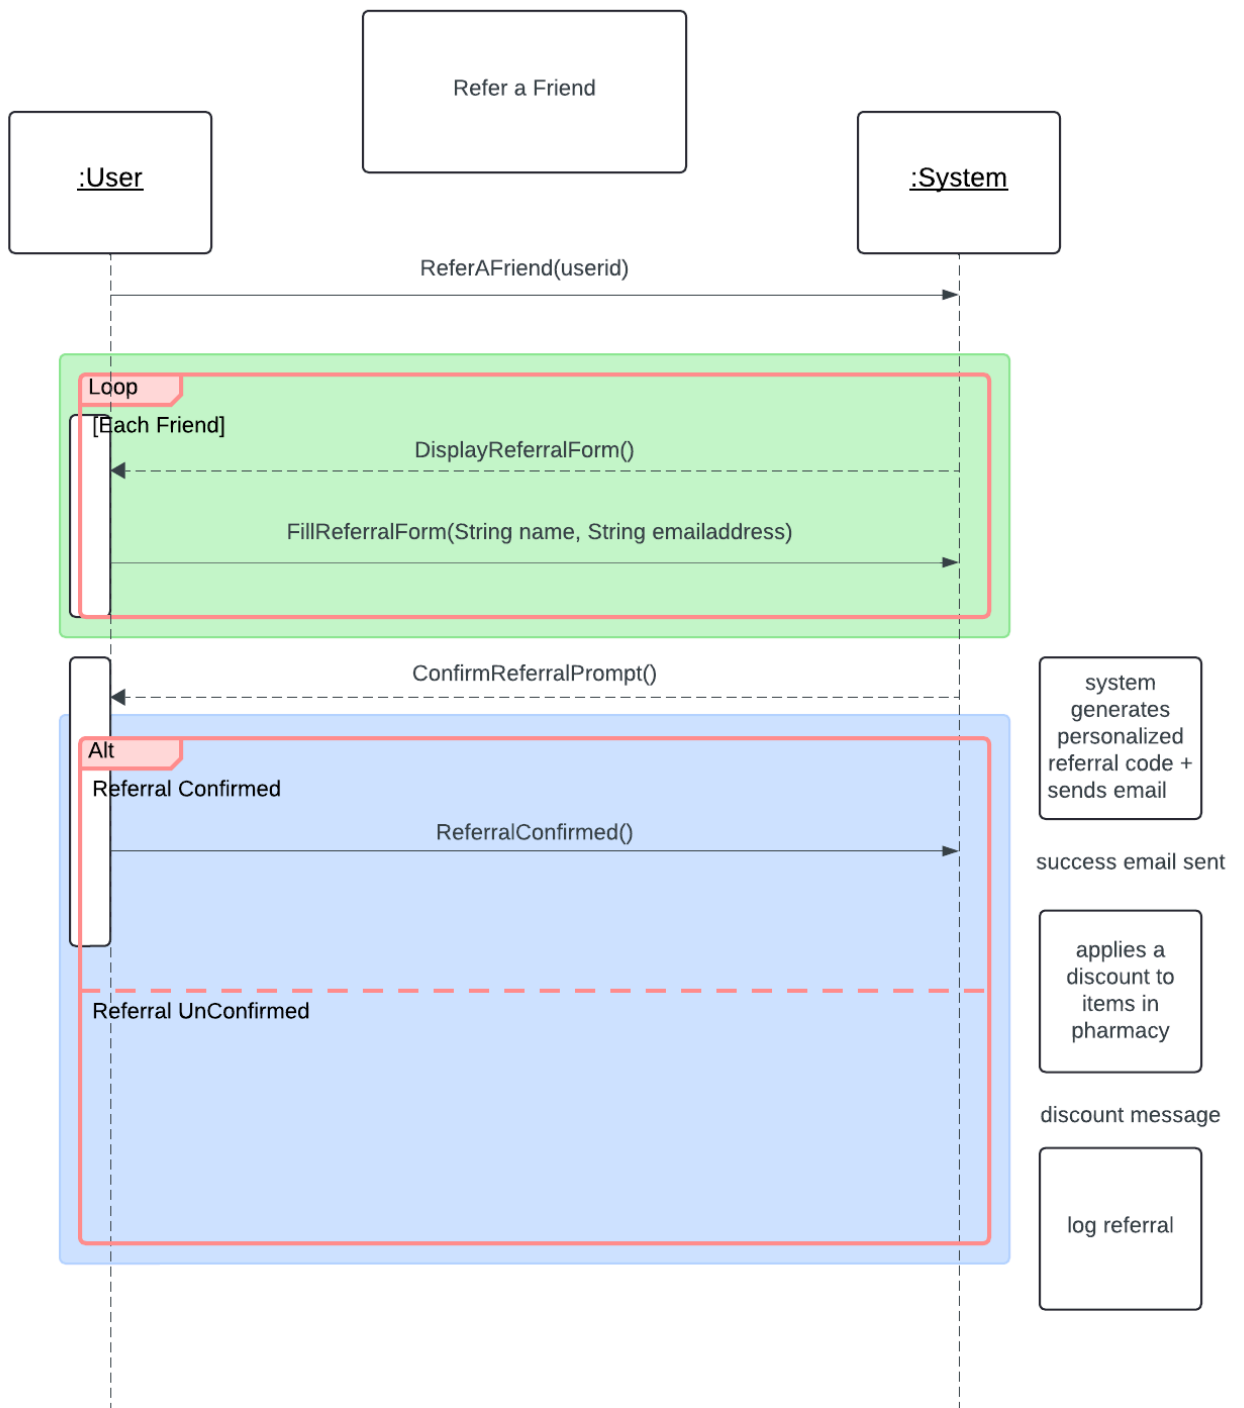 Refer a Friend
:User
:System
ReferAFriend(userid)
Loop
[Each Friend]
DisplayReferralForm()
FillReferralForm(String name, String emailaddress)
ConfirmReferralPrompt()
system
generates
personalized
referral code +
sends email
Alt
Referral Confirmed
ReferralConfirmed()
success email sent
applies a
discount to
items in
pharmacy
Referral UnConfirmed
discount message
log referral